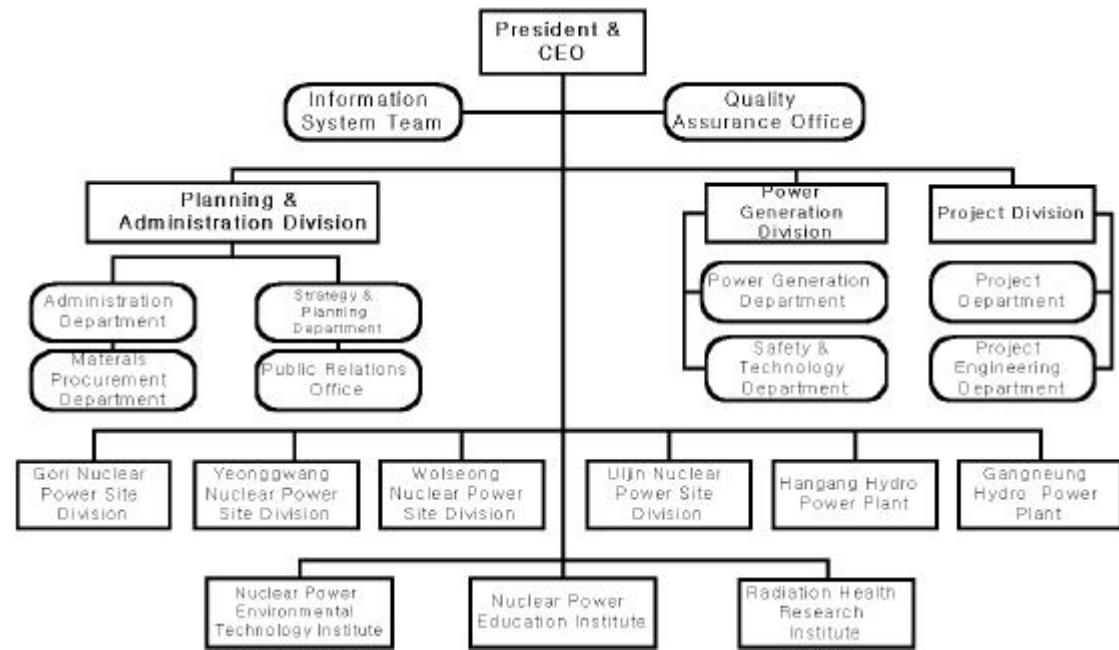 President &
CEO
Information
System Team
Quality
Assurance Office
Planning &
Administration Division
Power
Generation
Division
Project Division
Administration
Department
Strategy &
Planning
Department
Power Generation
Department
Project
Department
Materals
Procurement
Department
Public Relations
Office
Safety &
Technology
Department
Project
Engineering
Department
Gori Nuclear
Power Site
Division
Yeonggwang
Nuclear Power
Site Division
Wolseong
Nuclear Power
Site Division
Uljin Nuclear
Power Site
Division
Hangang Hydro
Power Plant
Gangneung
Hydro Power
Plant
Nuclear Power
Environmental
Technology Institute
Nuclear Power
Education Institute
Radiation Health
Research
Institute